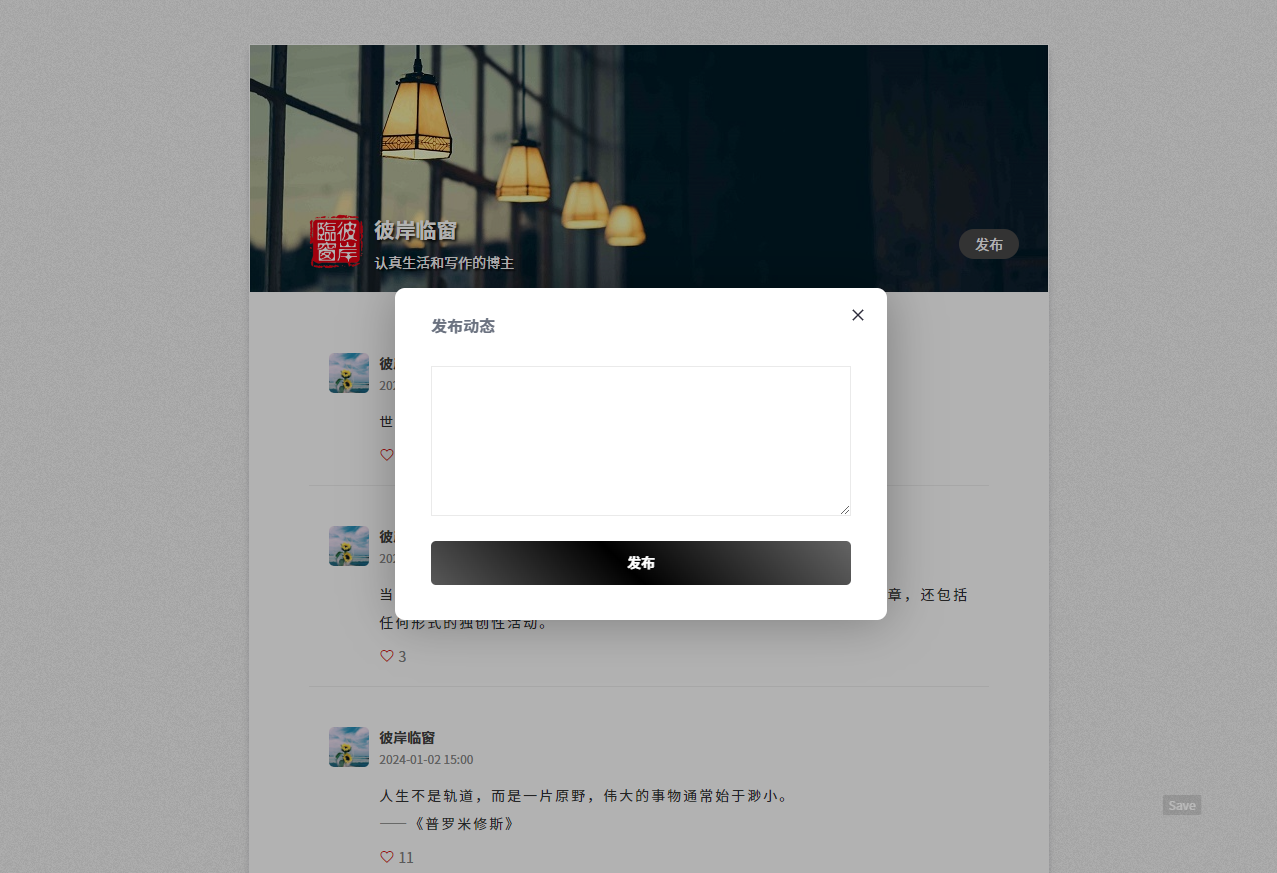 臨彼
窗岸
彼岸临窗
认真生活和写作的博主
发布
发布动态
彼
202
世
发布
彼
202
当
章，还包括
任何形式的独创性活动。
3
彼岸临窗
2024-01-02 15:00
人生不是轨道，而是一片原野，伟大的事物通常始于渺小。
——《普罗米修斯》
11
Save